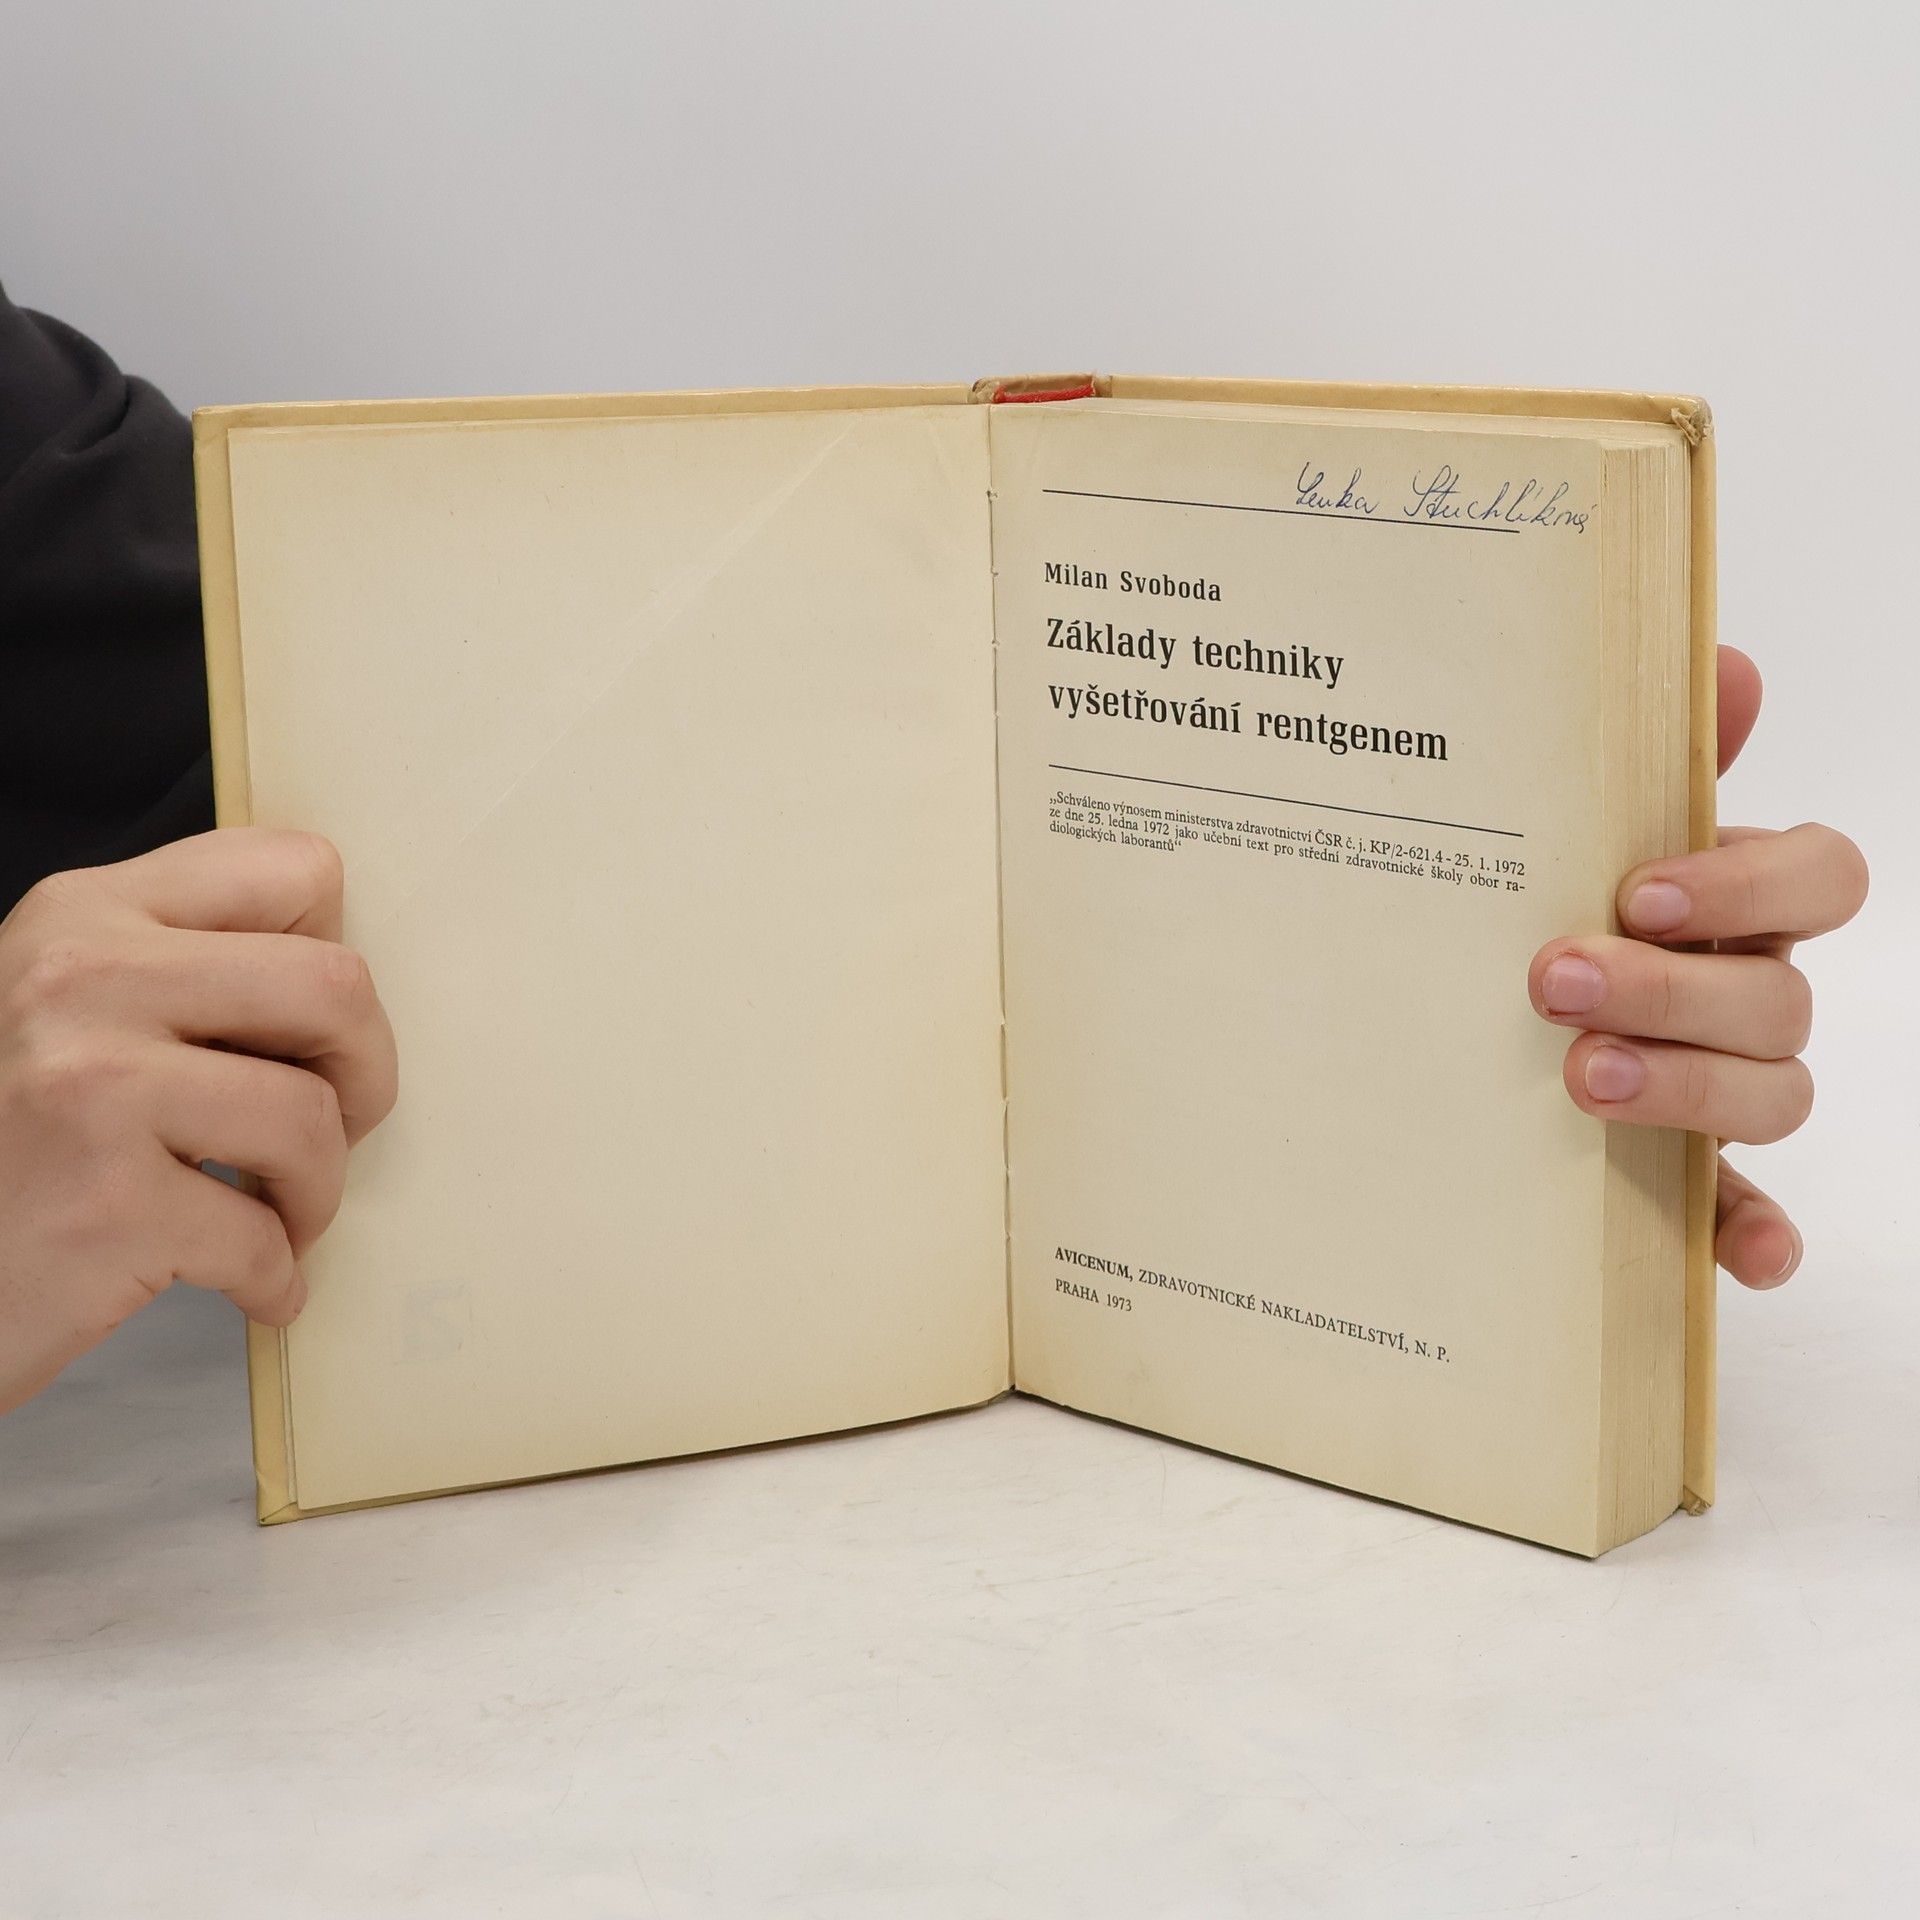 Lenka Stuchlíková
Milan Svoboda
Základy techniky
vyšetřování rentgenem
„Schváleno výnosem ministerstva zdravotnictví ČSR č. j. KP/2-621.4 - 25. 1. 1972
ze dne 25. ledna 1972 jako učební text pro střední zdravotnické školy obor ra-
diologických laborantů“
AVICENUM, ZDRAVOTNICKÉ NAKLADATELSTVÍ, N. P.
PRAHA 1973